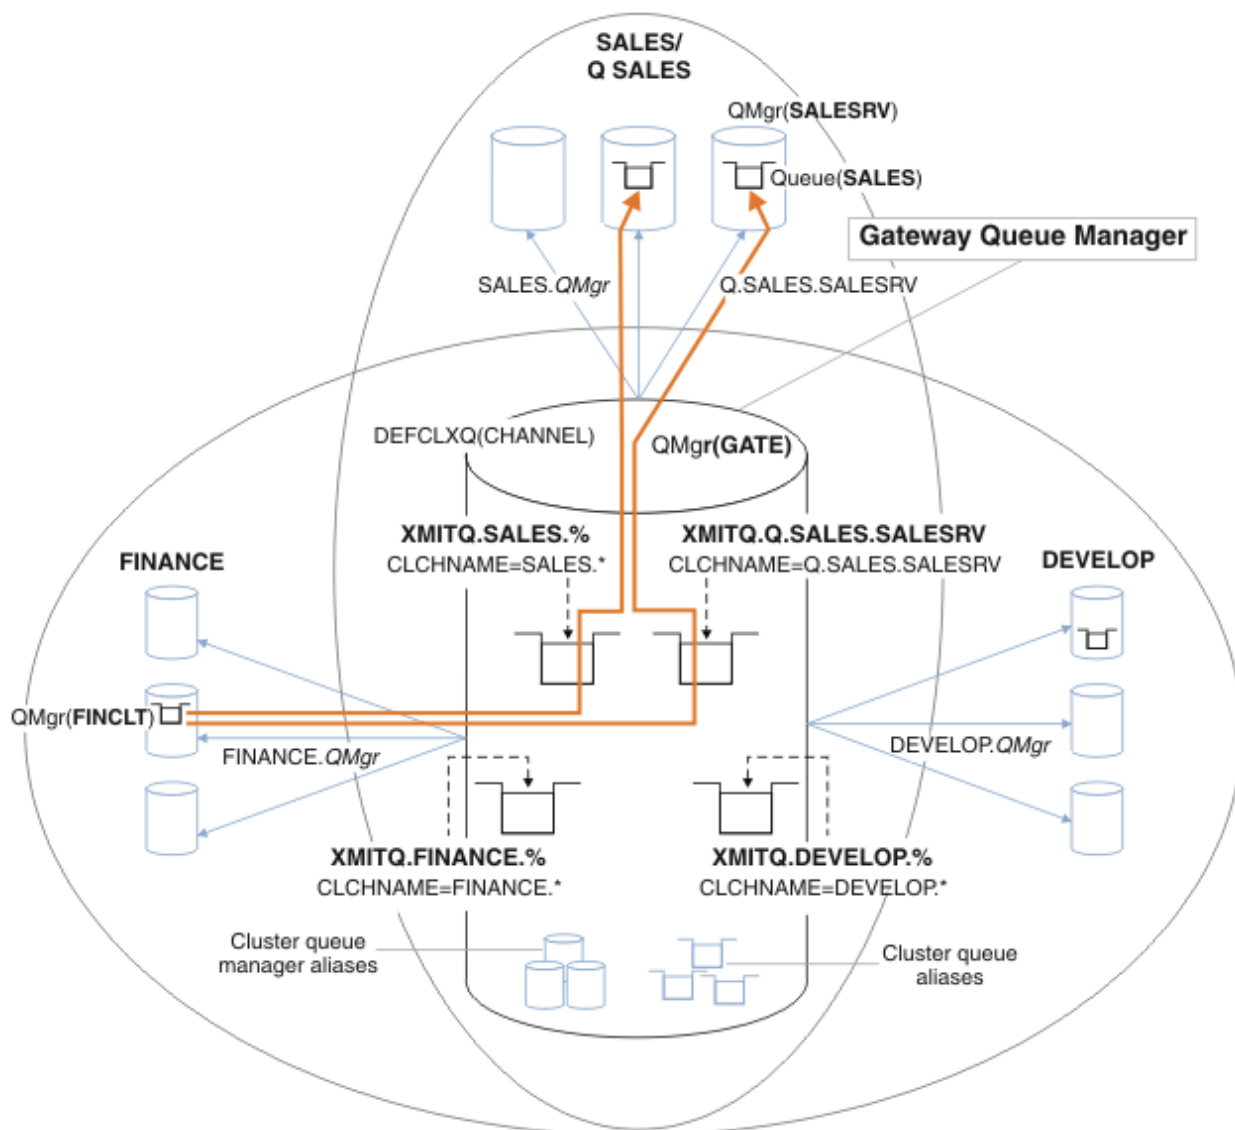 SALES/
Q SALES
QMgr(SALESRV)
Queue(SALES)
Gateway Queue Manager
SALES.QMgr
Q.SALES.SALESRV
DEFCLXQ(CHANNEL)
QMgr(GATE)
XMITQ.SALES.%
CLCHNAME=SALES.*
XMITQ.Q.SALES.SALESRV
CLCHNAME=Q.SALES.SALESRV
FINANCE
DEVELOP
QMgr(FINCLT)
FINANCE.QMgr
DEVELOP.QMgr
XMITQ.FINANCE.%
CLCHNAME=FINANCE.*
XMITQ.DEVELOP.%
CLCHNAME=DEVELOP.*
Cluster queue
manager aliases
Cluster queue
aliases